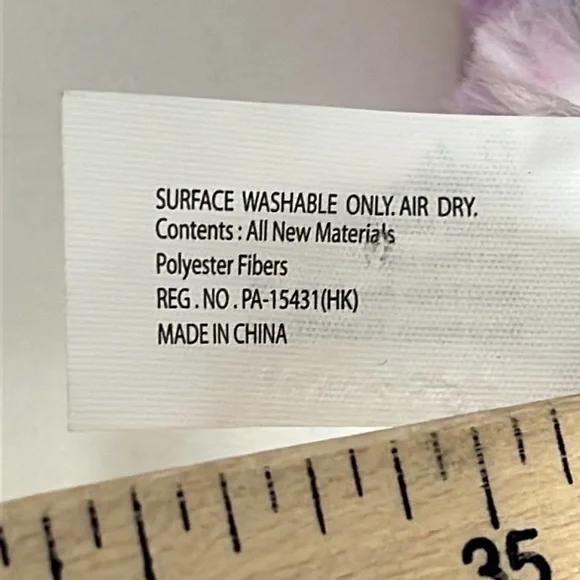 SURFACE WASHABLE ONLY. AIR DRY.
Contents : All New Materials
Polyester Fibers
REG. NO. PA-15431(HK)
MADE IN CHINA
35